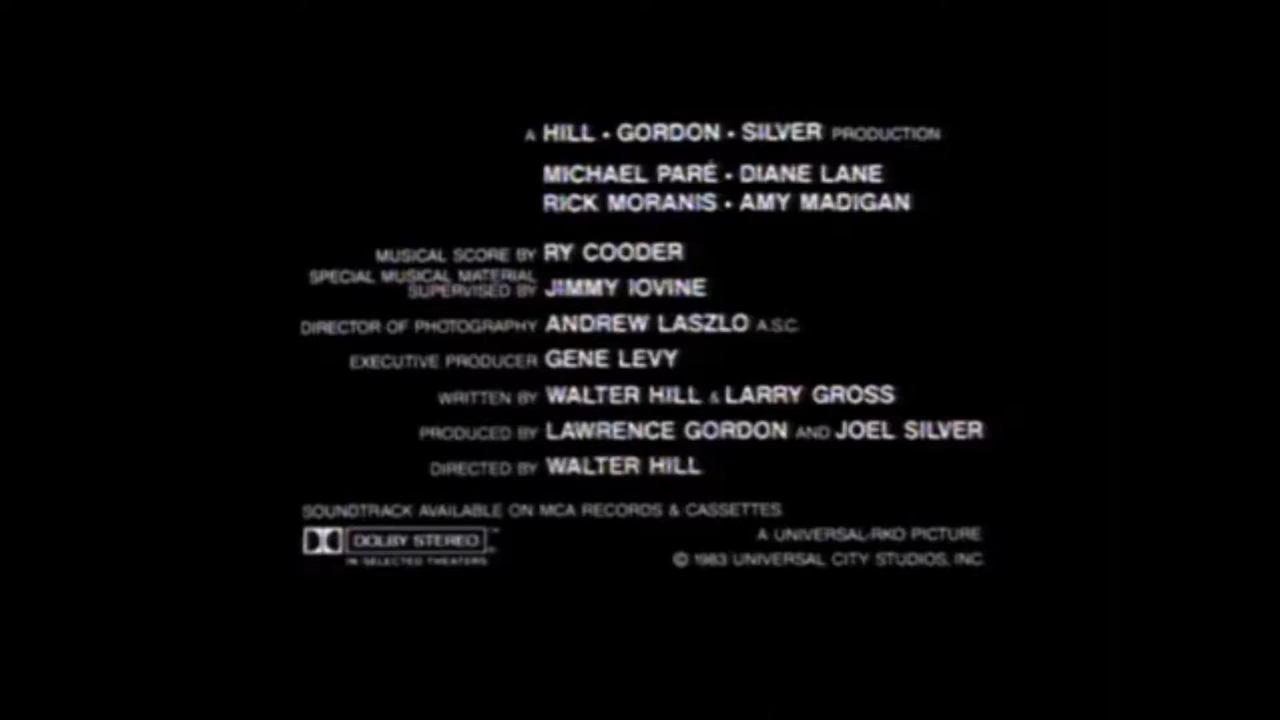 A HILL • GORDON • SILVER PRODUCTION
MICHAEL PARÉ • DIANE LANE
RICK MORANIS • AMY MADIGAN
MUSICAL SCORE BY RY COODER
SPECIAL MUSICAL MATERIAL
SUPERVISED BY JIMMY IOVINE
DIRECTOR OF PHOTOGRAPHY ANDREW LASZLO A.S.C.
EXECUTIVE PRODUCER GENE LEVY
WRITTEN BY WALTER HILL & LARRY GROSS
PRODUCED BY LAWRENCE GORDON AND JOEL SILVER
DIRECTED BY WALTER HILL
SOUNDTRACK AVAILABLE ON MCA RECORDS & CASSETTES
DOLBY STEREO™
IN SELECTED THEATERS
A UNIVERSAL-RKO PICTURE
© 1983 UNIVERSAL CITY STUDIOS, INC.